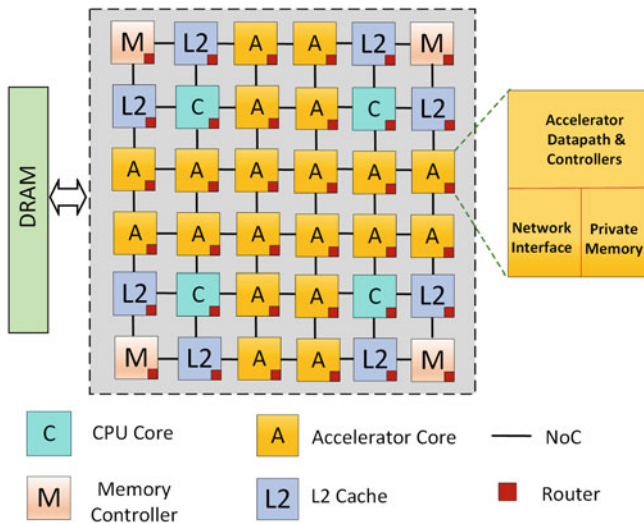 M L2 A A L2 M
L2 C A A C L2
A A A A A A
A A A A A A
L2 C A A C L2
M L2 A A L2 M
DRAM
Accelerator
Datapath &
Controllers
Network
Interface
Private
Memory
C CPU Core
A Accelerator Core
NoC
M Memory
Controller
L2 L2 Cache
Router